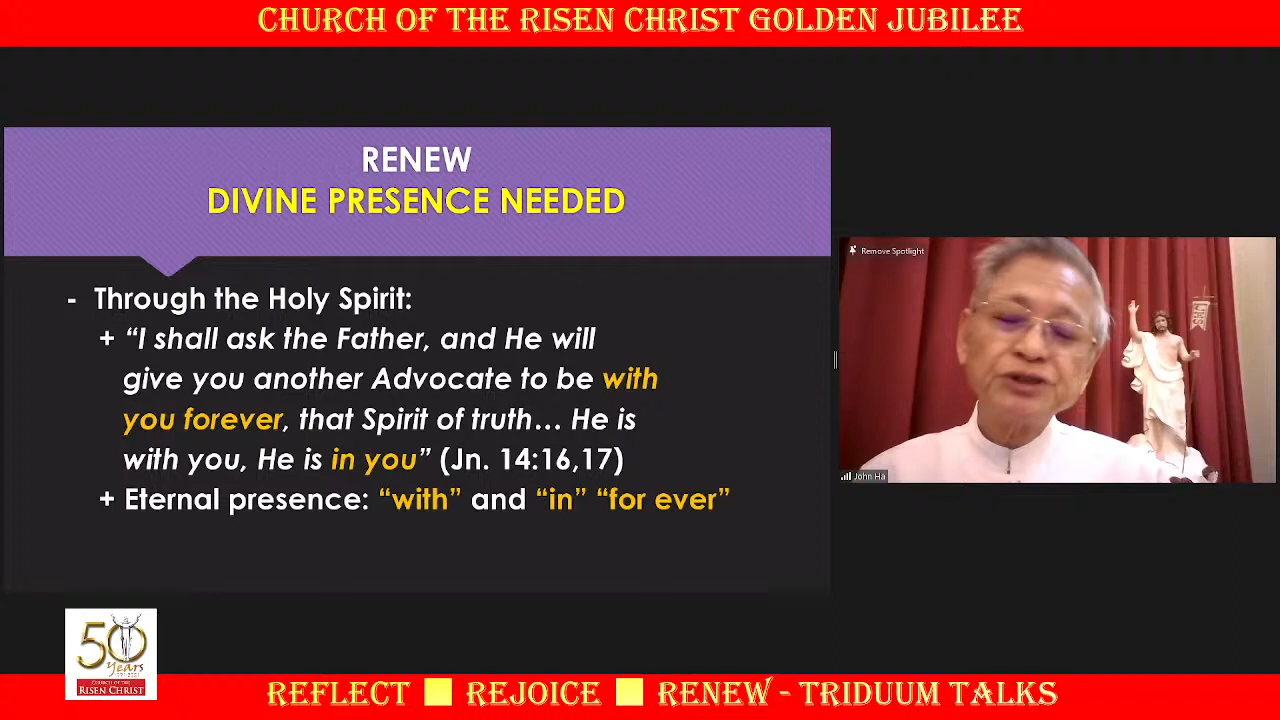 CHURCH OF THE RISEN CHRIST GOLDEN JUBILEE
RENEW
DIVINE PRESENCE NEEDED
- Through the Holy Spirit:
+ “I shall ask the Father, and He will
give you another Advocate to be with
you forever, that Spirit of truth… He is
with you, He is in you” (Jn. 14:16,17)
+ Eternal presence: “with” and “in” “for ever”
Remove Spotlight
John Ha
50
Years
CHURCH OF THE
RISEN CHRIST
REFLECT REJOICE RENEW - TRIDUUM TALKS